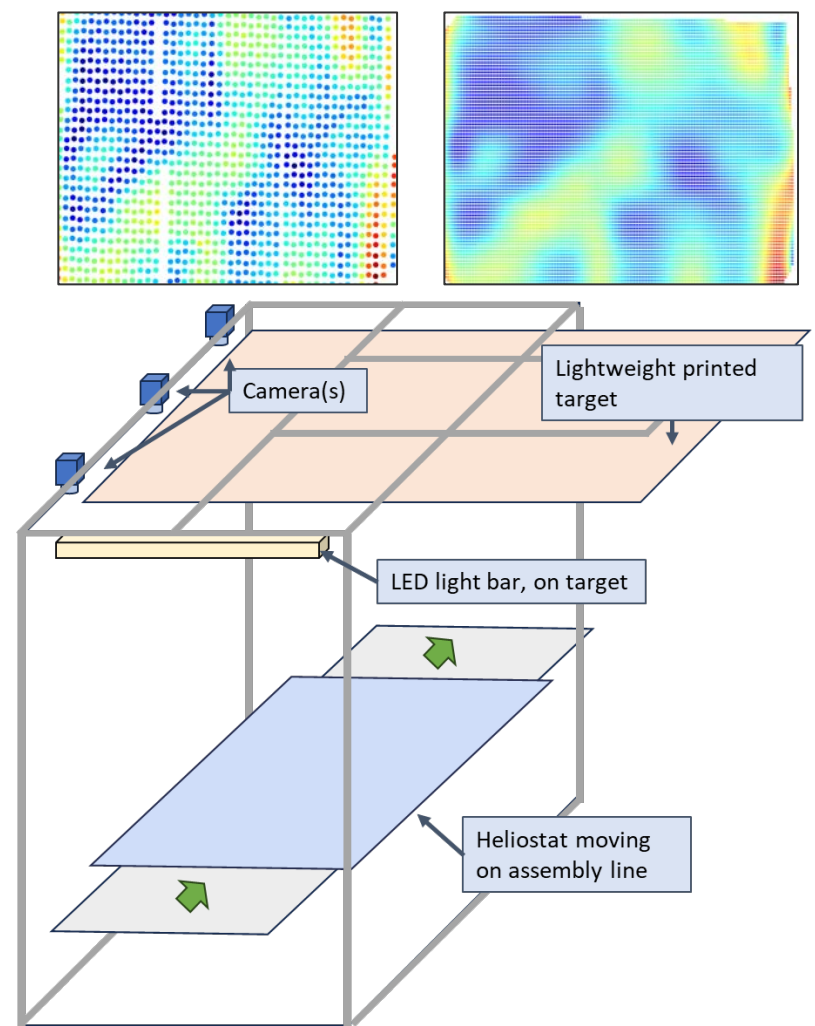 Camera(s)
Lightweight printed
target
LED light bar, on target
Heliostat moving
on assembly line